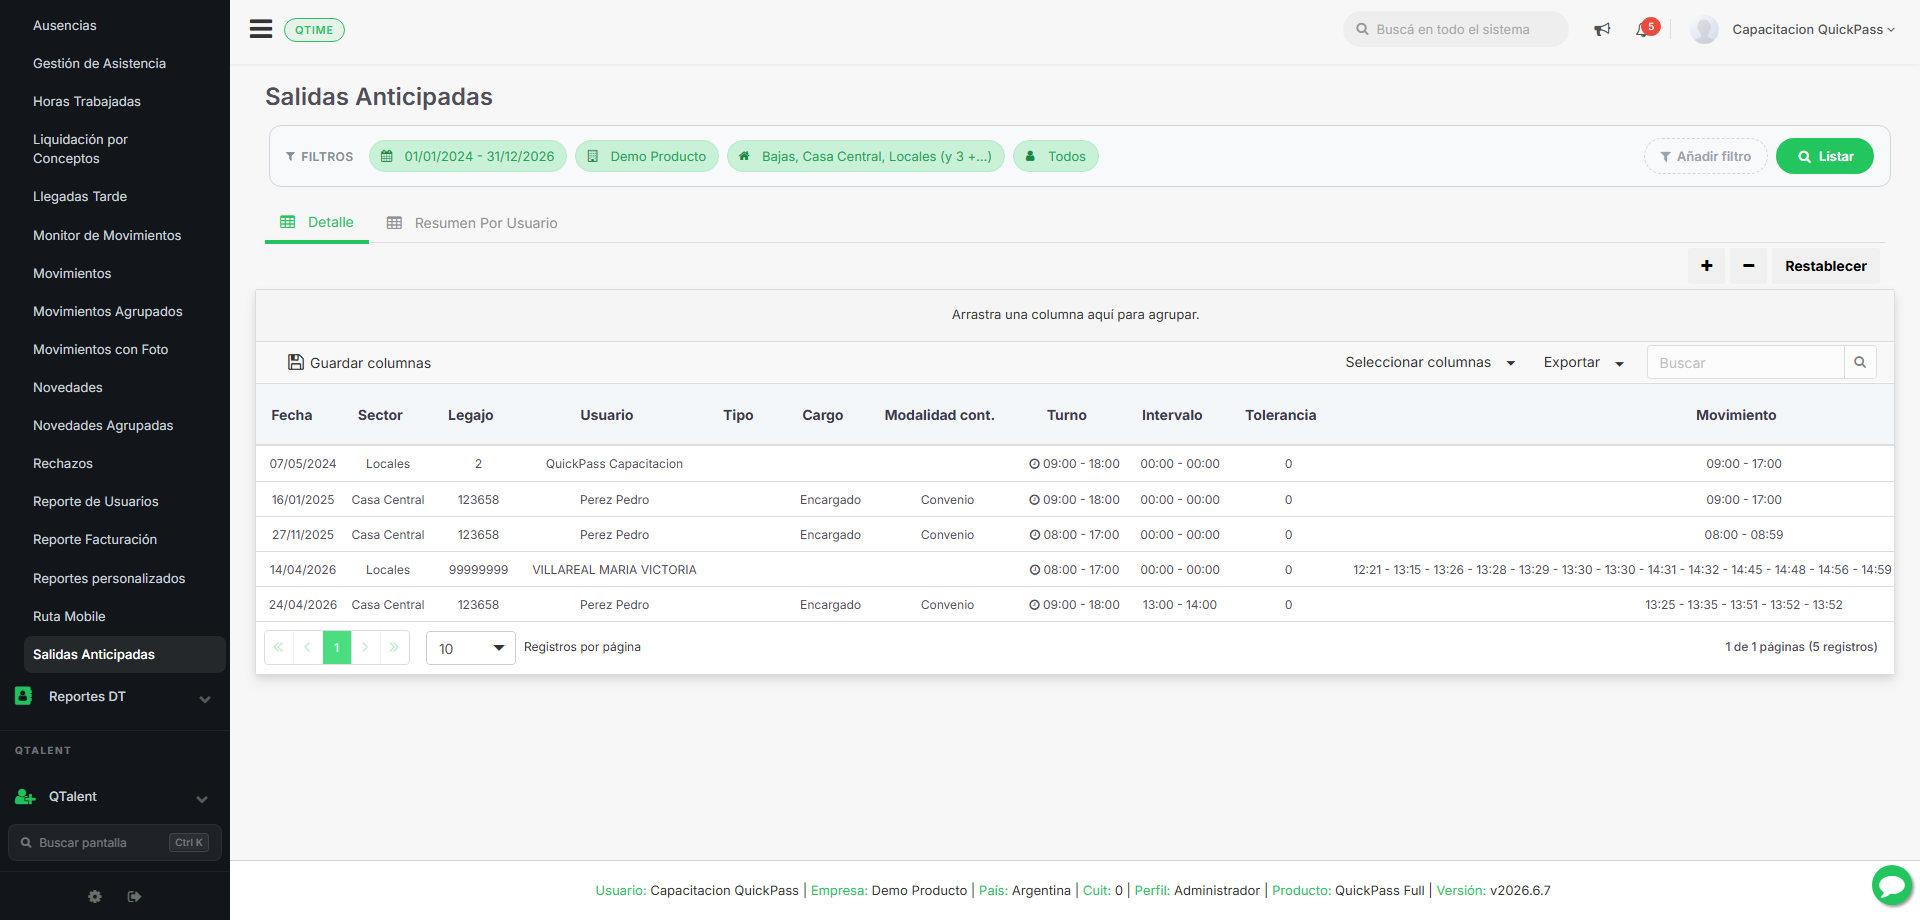 Ausencias
Gestión de Asistencia
Horas Trabajadas
Liquidación por
Conceptos
Llegadas Tarde
Monitor de Movimientos
Movimientos
Movimientos Agrupados
Movimientos con Foto
Novedades
Novedades Agrupadas
Rechazos
Reporte de Usuarios
Reporte Facturación
Reportes personalizados
Ruta Mobile
Salidas Anticipadas
Reportes DT
QTALENT
QTalent
Buscar pantalla Ctrl K
QTIME
Buscá en todo el sistema
5
Capacitacion QuickPass
Salidas Anticipadas
FILTROS 01/01/2024 - 31/12/2026 Demo Producto Bajas, Casa Central, Locales (y 3 +...) Todos Añadir filtro Listar
Detalle Resumen Por Usuario
+ - Restablecer
Arrastra una columna aquí para agrupar.
Guardar columnas Seleccionar columnas Exportar Buscar
Fecha Sector Legajo Usuario Tipo Cargo Modalidad cont. Turno Intervalo Tolerancia Movimiento
07/05/2024 Locales 2 QuickPass Capacitacion 09:00 - 18:00 00:00 - 00:00 0 09:00 - 17:00
16/01/2025 Casa Central 123658 Perez Pedro Encargado Convenio 09:00 - 18:00 00:00 - 00:00 0 09:00 - 17:00
27/11/2025 Casa Central 123658 Perez Pedro Encargado Convenio 08:00 - 17:00 00:00 - 00:00 0 08:00 - 08:59
14/04/2026 Locales 99999999 VILLAREAL MARIA VICTORIA 08:00 - 17:00 00:00 - 00:00 0 12:21 - 13:15 - 13:26 - 13:28 - 13:29 - 13:30 - 13:30 - 14:31 - 14:32 - 14:45 - 14:48 - 14:56 - 14:59
24/04/2026 Casa Central 123658 Perez Pedro Encargado Convenio 09:00 - 18:00 13:00 - 14:00 0 13:25 - 13:35 - 13:51 - 13:52 - 13:52
« ‹ 1 › » 10 Registros por página 1 de 1 páginas (5 registros)
Usuario: Capacitacion QuickPass | Empresa: Demo Producto | País: Argentina | Cuit: 0 | Perfil: Administrador | Producto: QuickPass Full | Versión: v2026.6.7